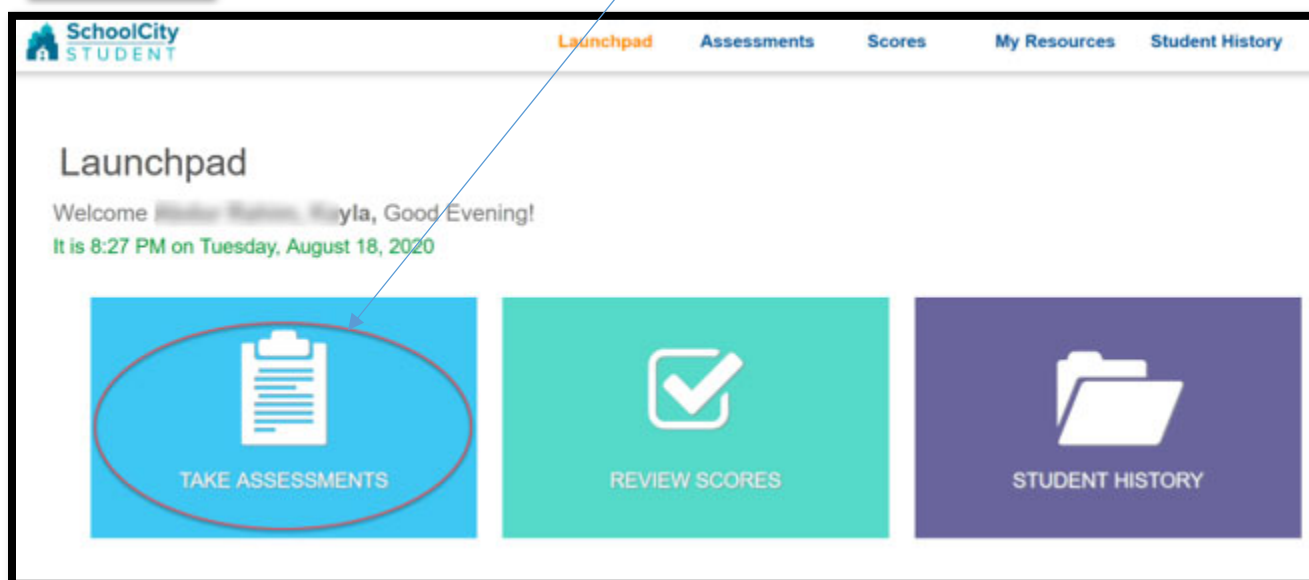 SchoolCity
STUDENT
Launchpad Assessments Scores My Resources Student History
Launchpad
Welcome yla, Good Evening!
It is 8:27 PM on Tuesday, August 18, 2020
TAKE ASSESSMENTS
REVIEW SCORES
STUDENT HISTORY